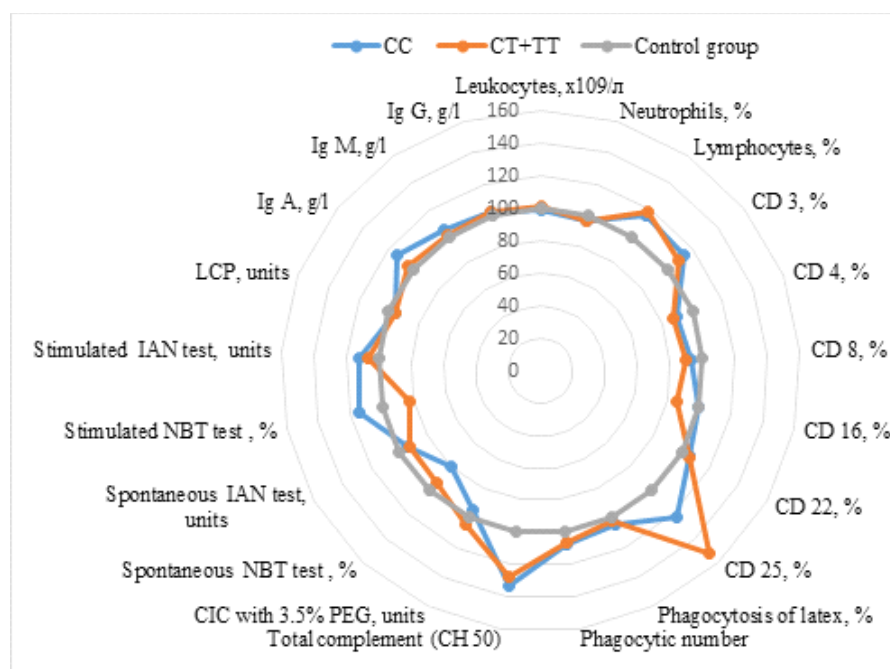 CC CT+TT Control group
Leukocytes, x109/л
Neutrophils, %
Lymphocytes, %
CD 3, %
CD 4, %
CD 8, %
CD 16, %
CD 22, %
CD 25, %
Phagocytosis of latex, %
Phagocytic number
Total complement (CH 50)
CIC with 3.5% PEG, units
Spontaneous NBT test , %
Spontaneous IAN test,
units
Stimulated NBT test , %
Stimulated IAN test, units
LCP, units
Ig A, g/l
Ig M, g/l
Ig G, g/l
160
140
120
100
80
60
40
20
0